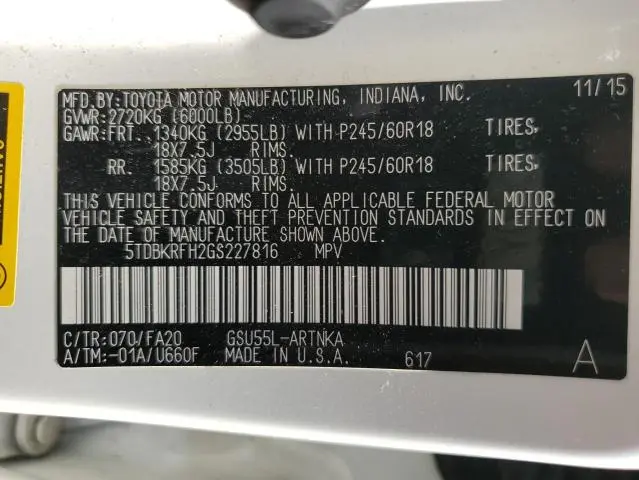 MFD.BY:TOYOTA MOTOR MANUFACTURING, INDIANA, INC. 11/15
GVWR:2720KG (6000LB)
GAWR:FRT. 1340KG (2955LB) WITH P245/60R18 TIRES,
18X7.5J RIMS.
RR. 1585KG (3505LB) WITH P245/60R18 TIRES,
18X7.5J RIMS.
THIS VEHICLE CONFORMS TO ALL APPLICABLE FEDERAL MOTOR
VEHICLE SAFETY AND THEFT PREVENTION STANDARDS IN EFFECT ON
THE DATE OF MANUFACTURE SHOWN ABOVE.
5TDBKRFH2GS227816 MPV
C/TR:070/FA20 GSU55L-ARTNKA
A/TM:-01A/U660F MADE IN U.S.A. 617 A